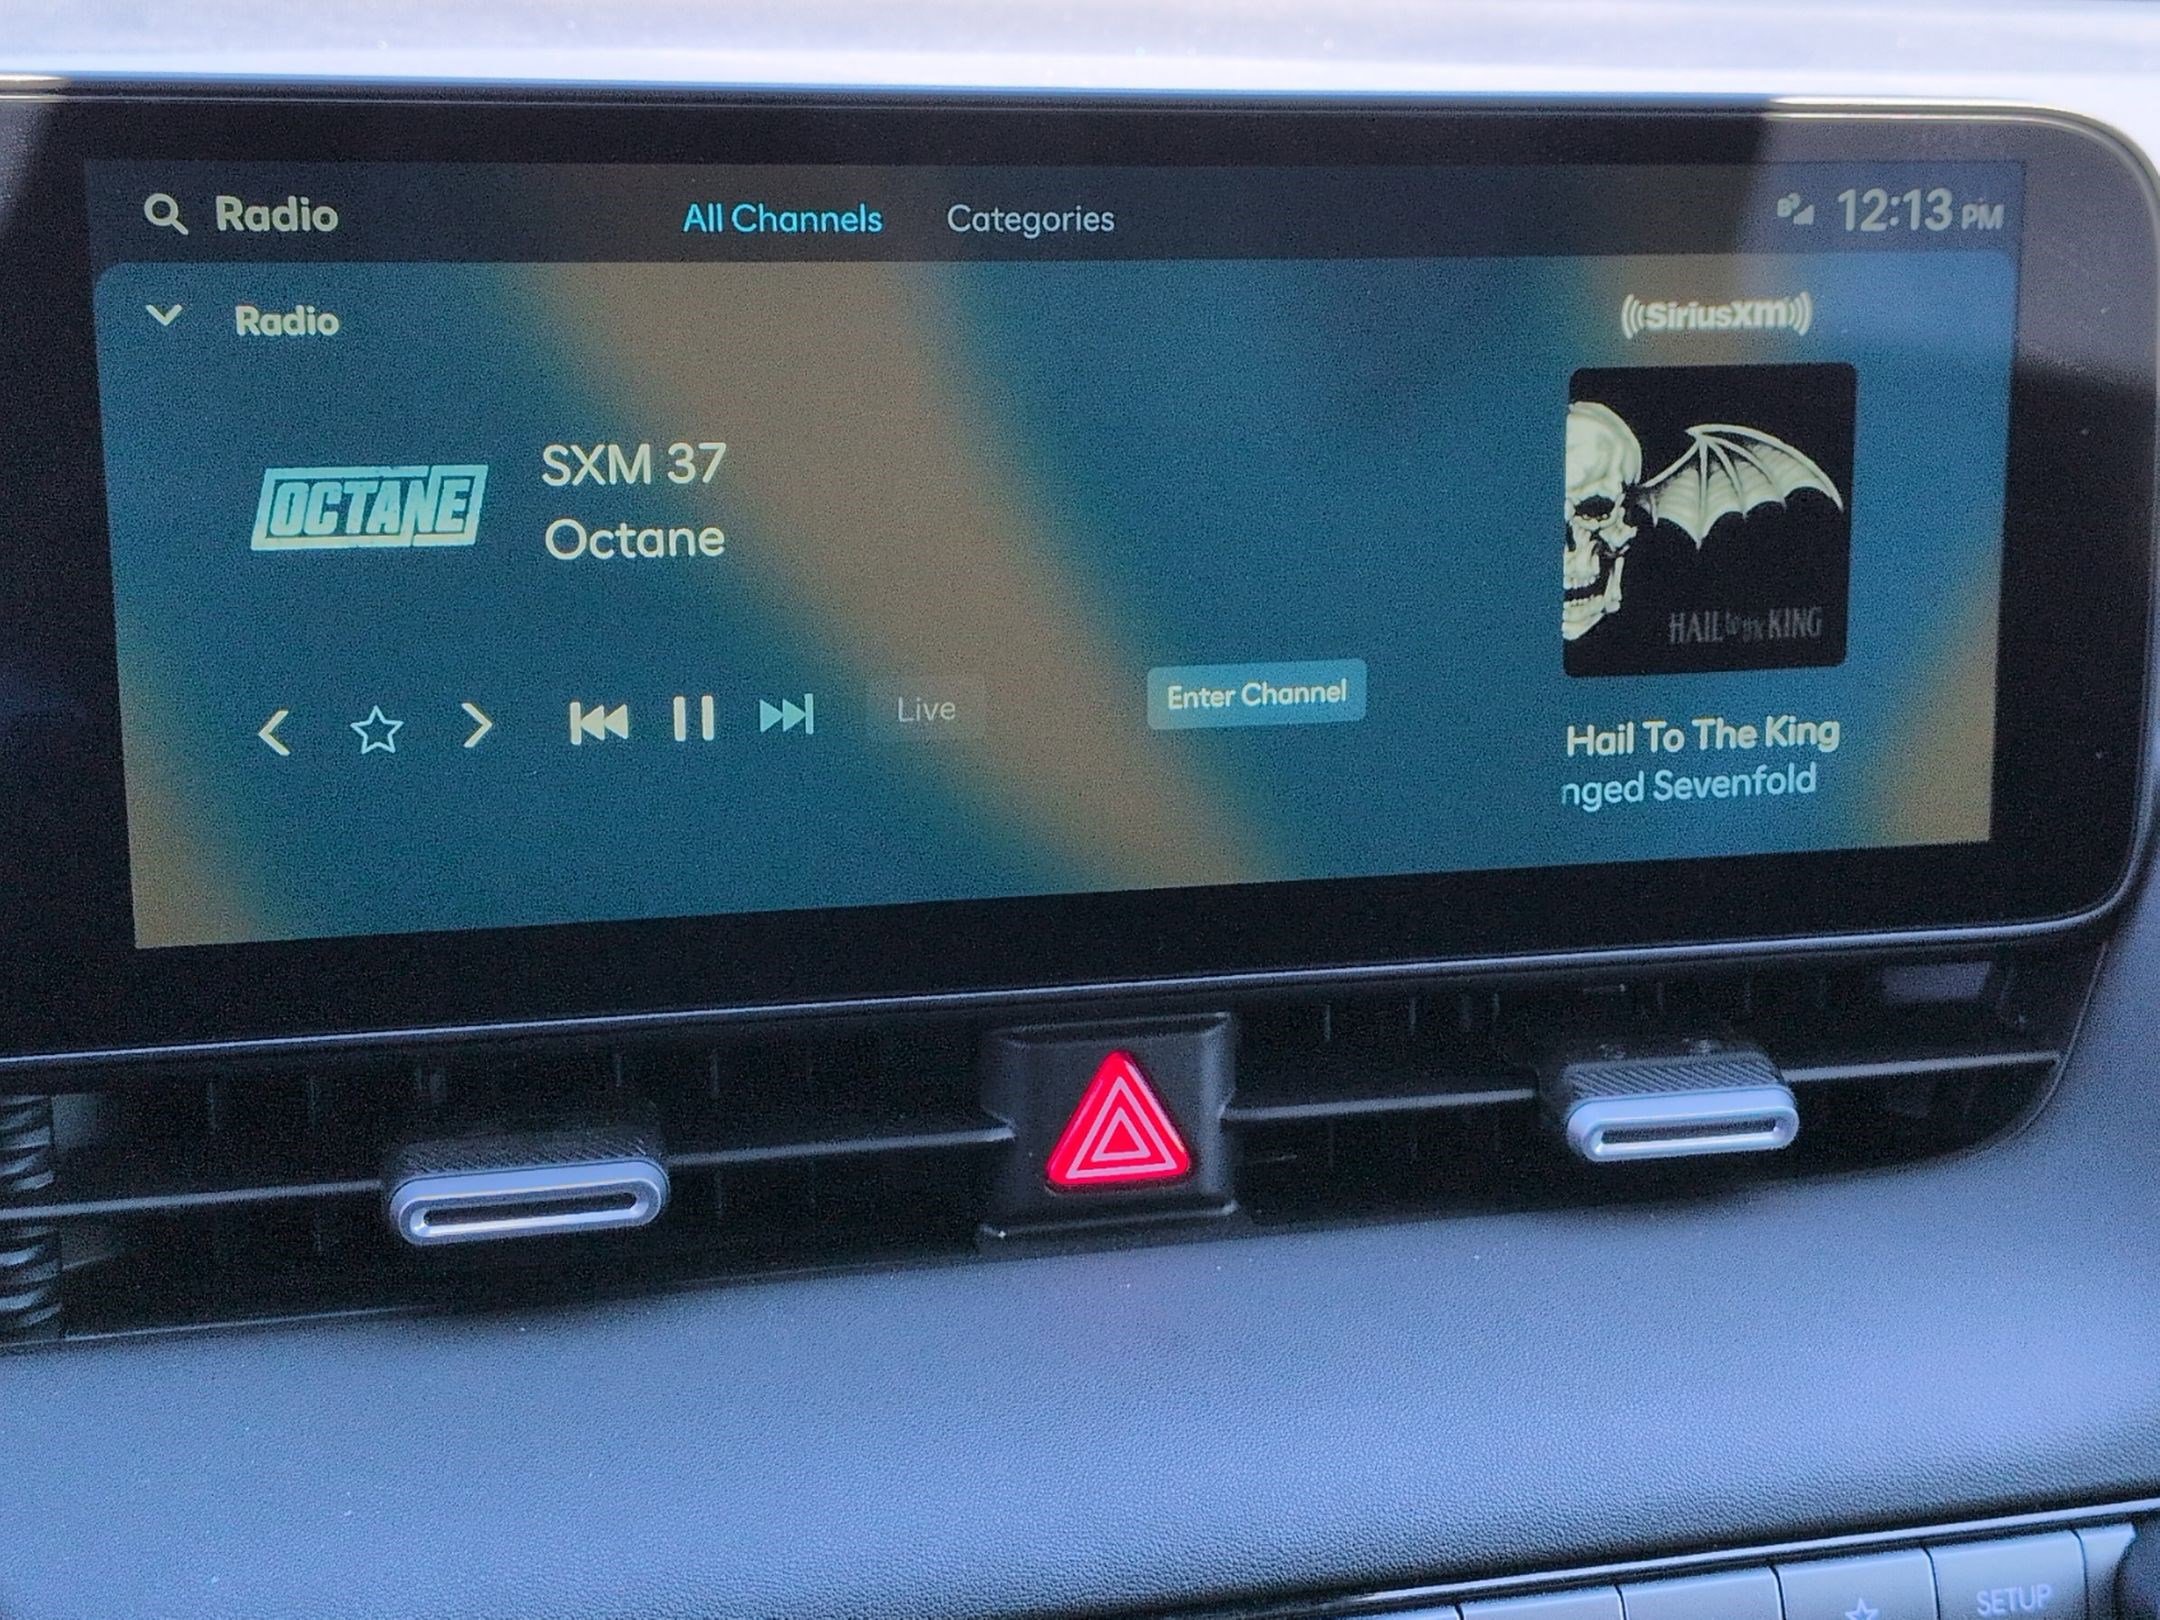 Radio
All Channels
Categories
12:13 PM
Radio
SiriusXm
OCTANE
SXM 37
Octane
HAIL to the KING
Live
Enter Channel
Hail To The King
nged Sevenfold
SETUP